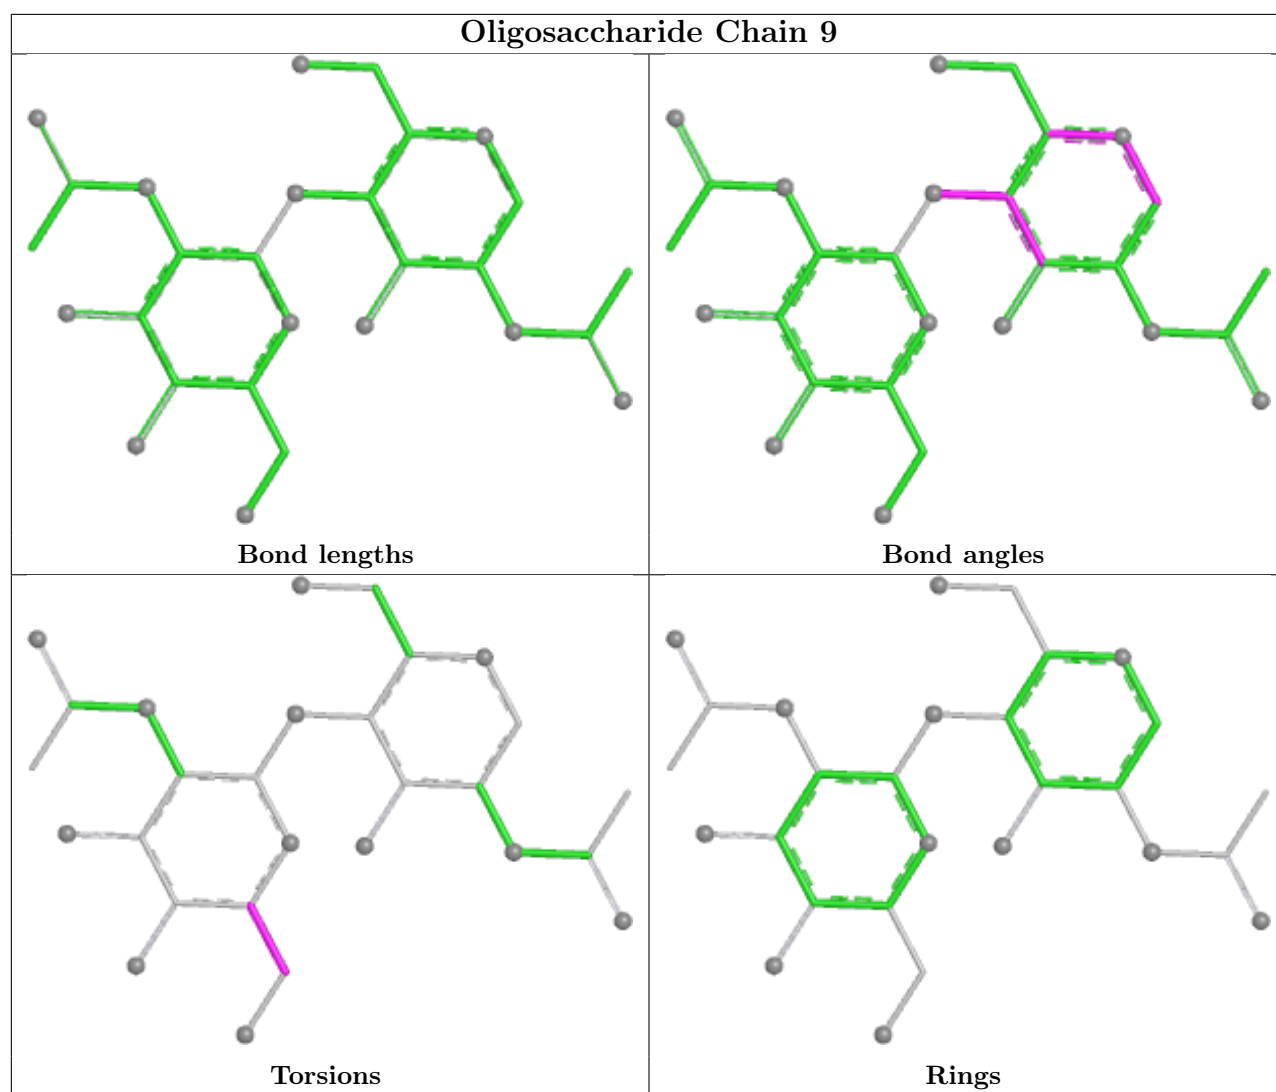 Oligosaccharide Chain 9
Bond lengths
Bond angles
Torsions
Rings